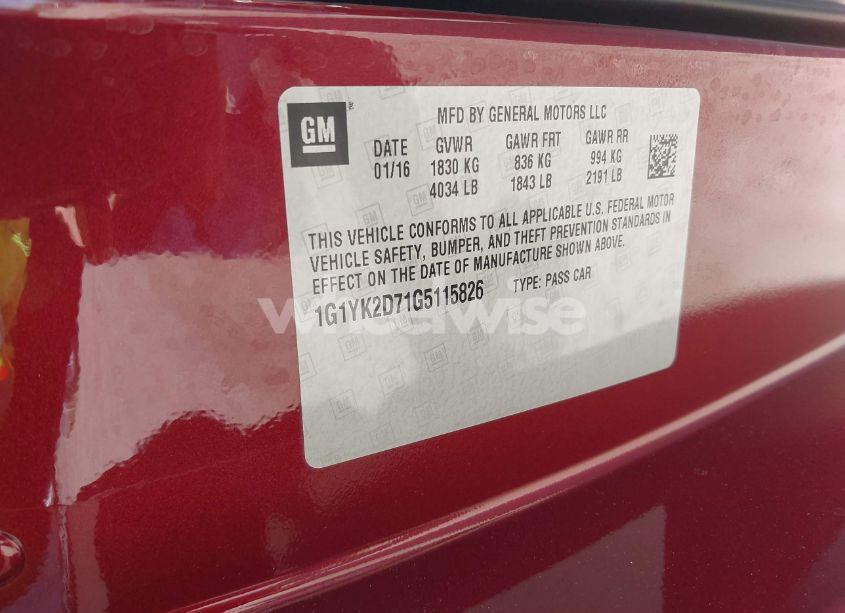 GM ®
MFD BY GENERAL MOTORS LLC
DATE GVWR GAWR FRT GAWR RR
01/16 1830 KG 836 KG 994 KG
4034 LB 1843 LB 2191 LB
THIS VEHICLE CONFORMS TO ALL APPLICABLE U.S. FEDERAL MOTOR
VEHICLE SAFETY, BUMPER, AND THEFT PREVENTION STANDARDS IN
EFFECT ON THE DATE OF MANUFACTURE SHOWN ABOVE.
1G1YK2D71G5115826 TYPE: PASS CAR
wheelwise